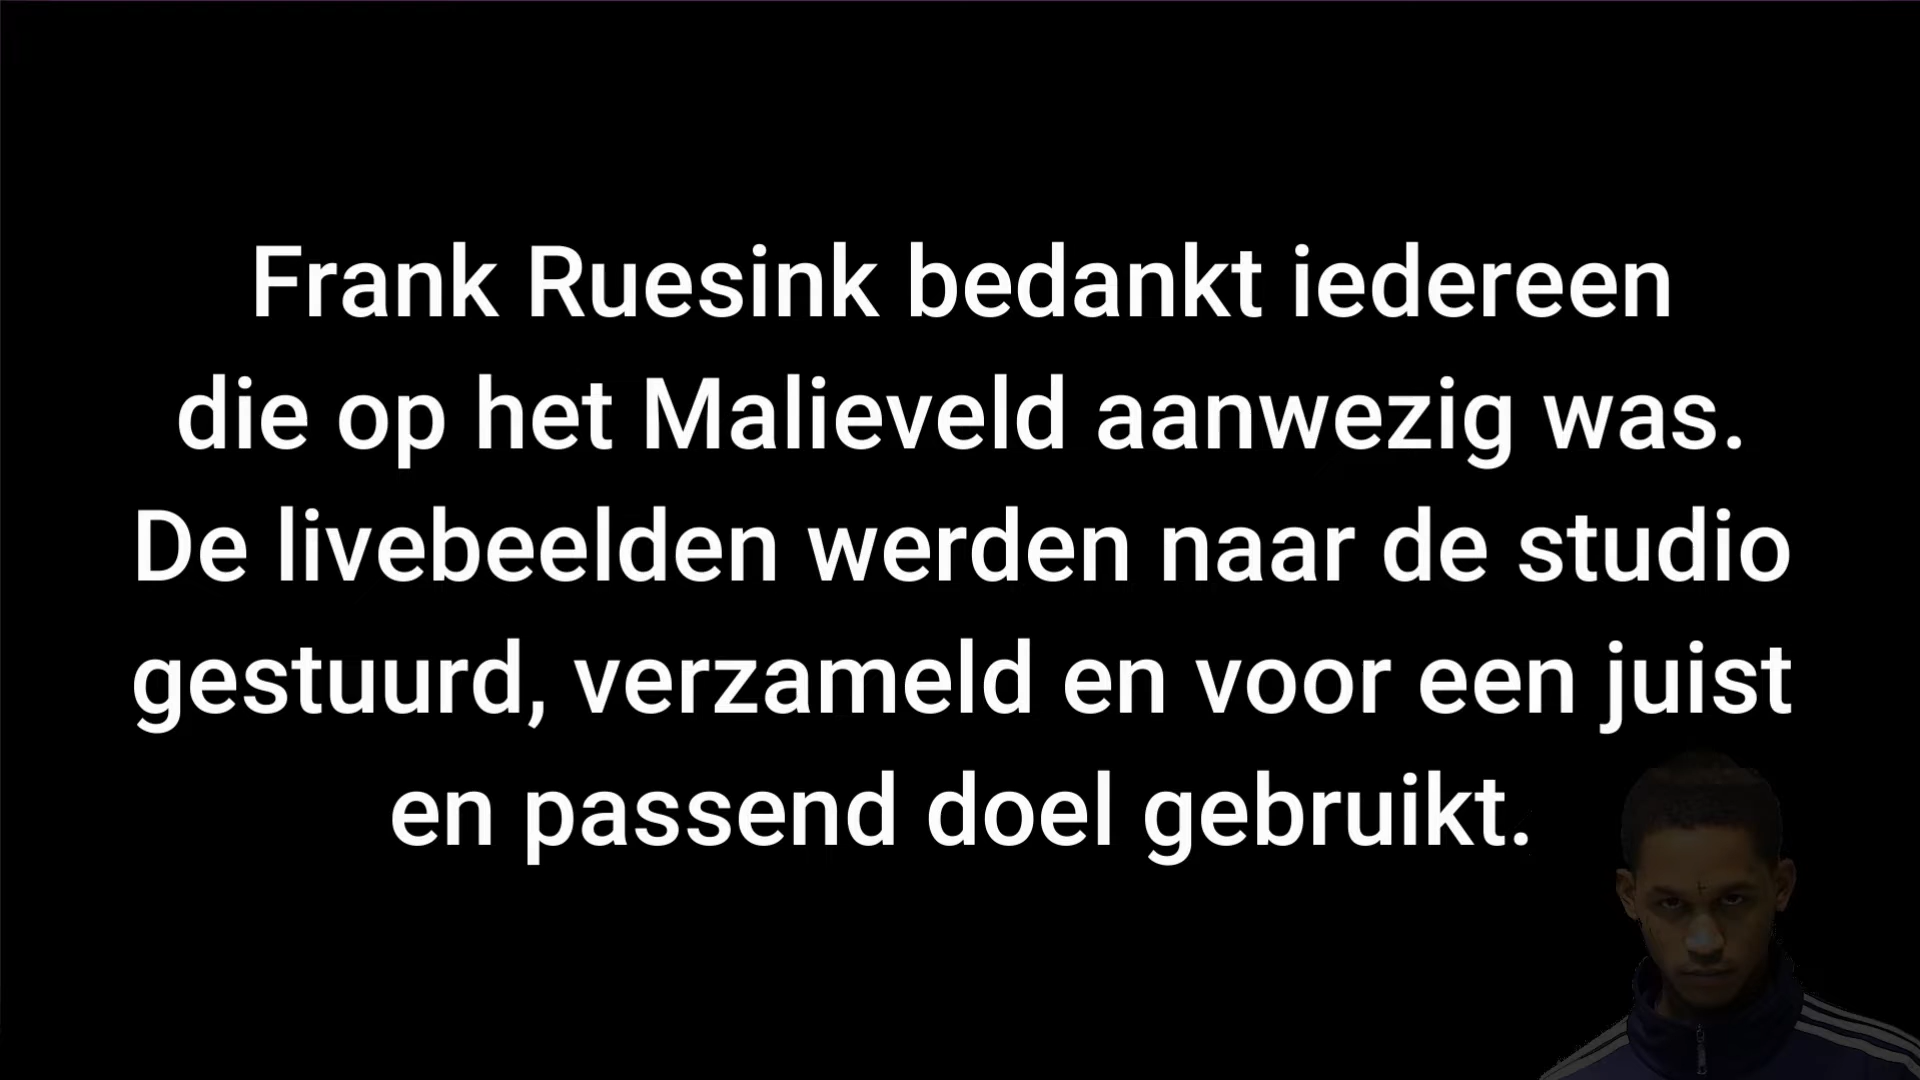 Frank Ruesink bedankt iedereen
die op het Malieveld aanwezig was.
De livebeelden werden naar de studio
gestuurd, verzameld en voor een juist
en passend doel gebruikt.